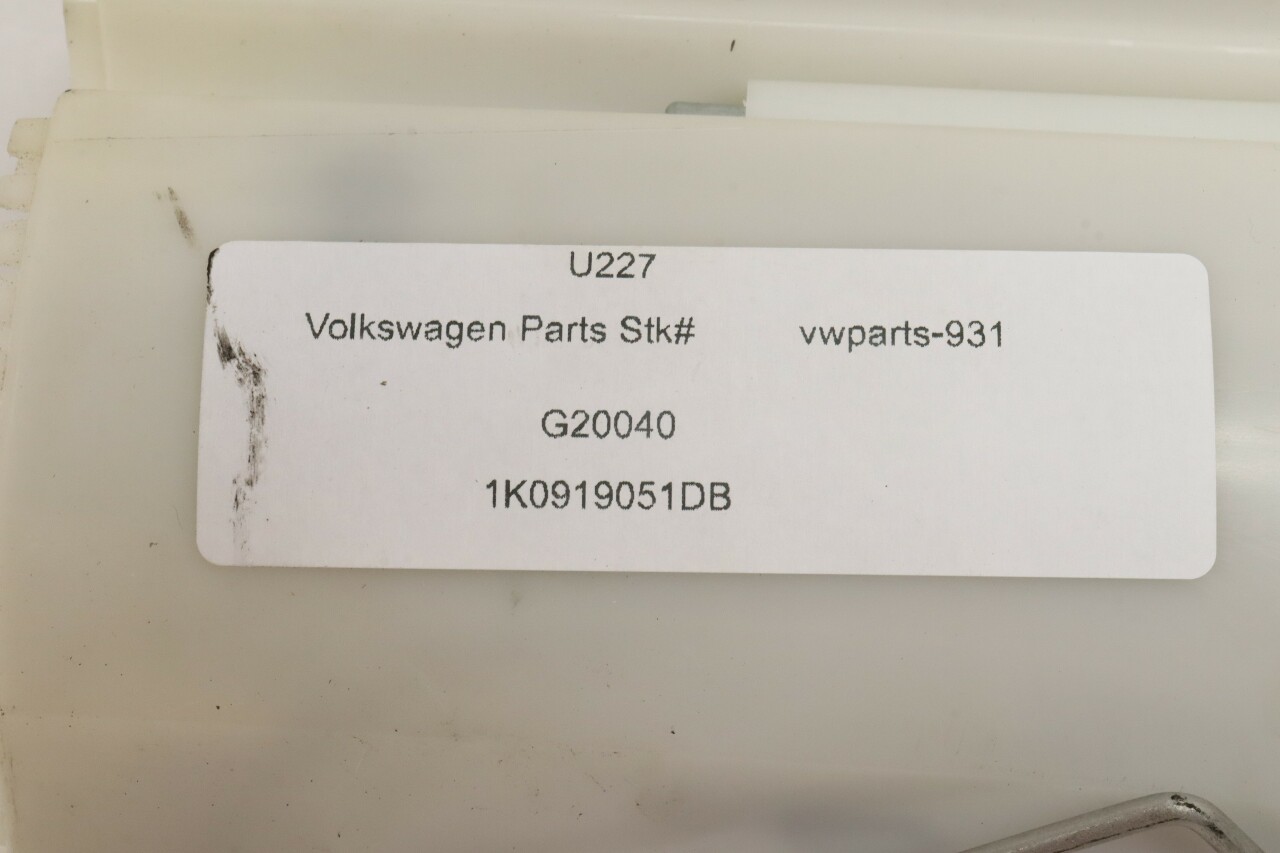 U227
Volkswagen Parts Stk# vwparts-931
G20040
1K0919051DB